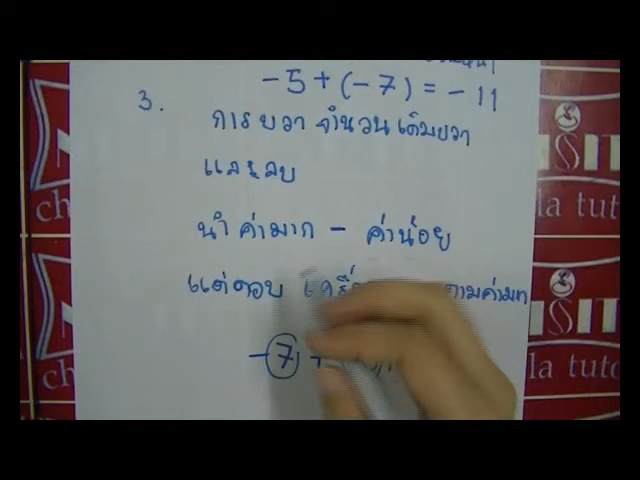 -5 + (-7) = -11
3.
การบวกจำนวนเต็มบวก
และลบ
นำค่ามาก - ค่าน้อย
แต่ตอบ ตามค่ามาก
-7 +